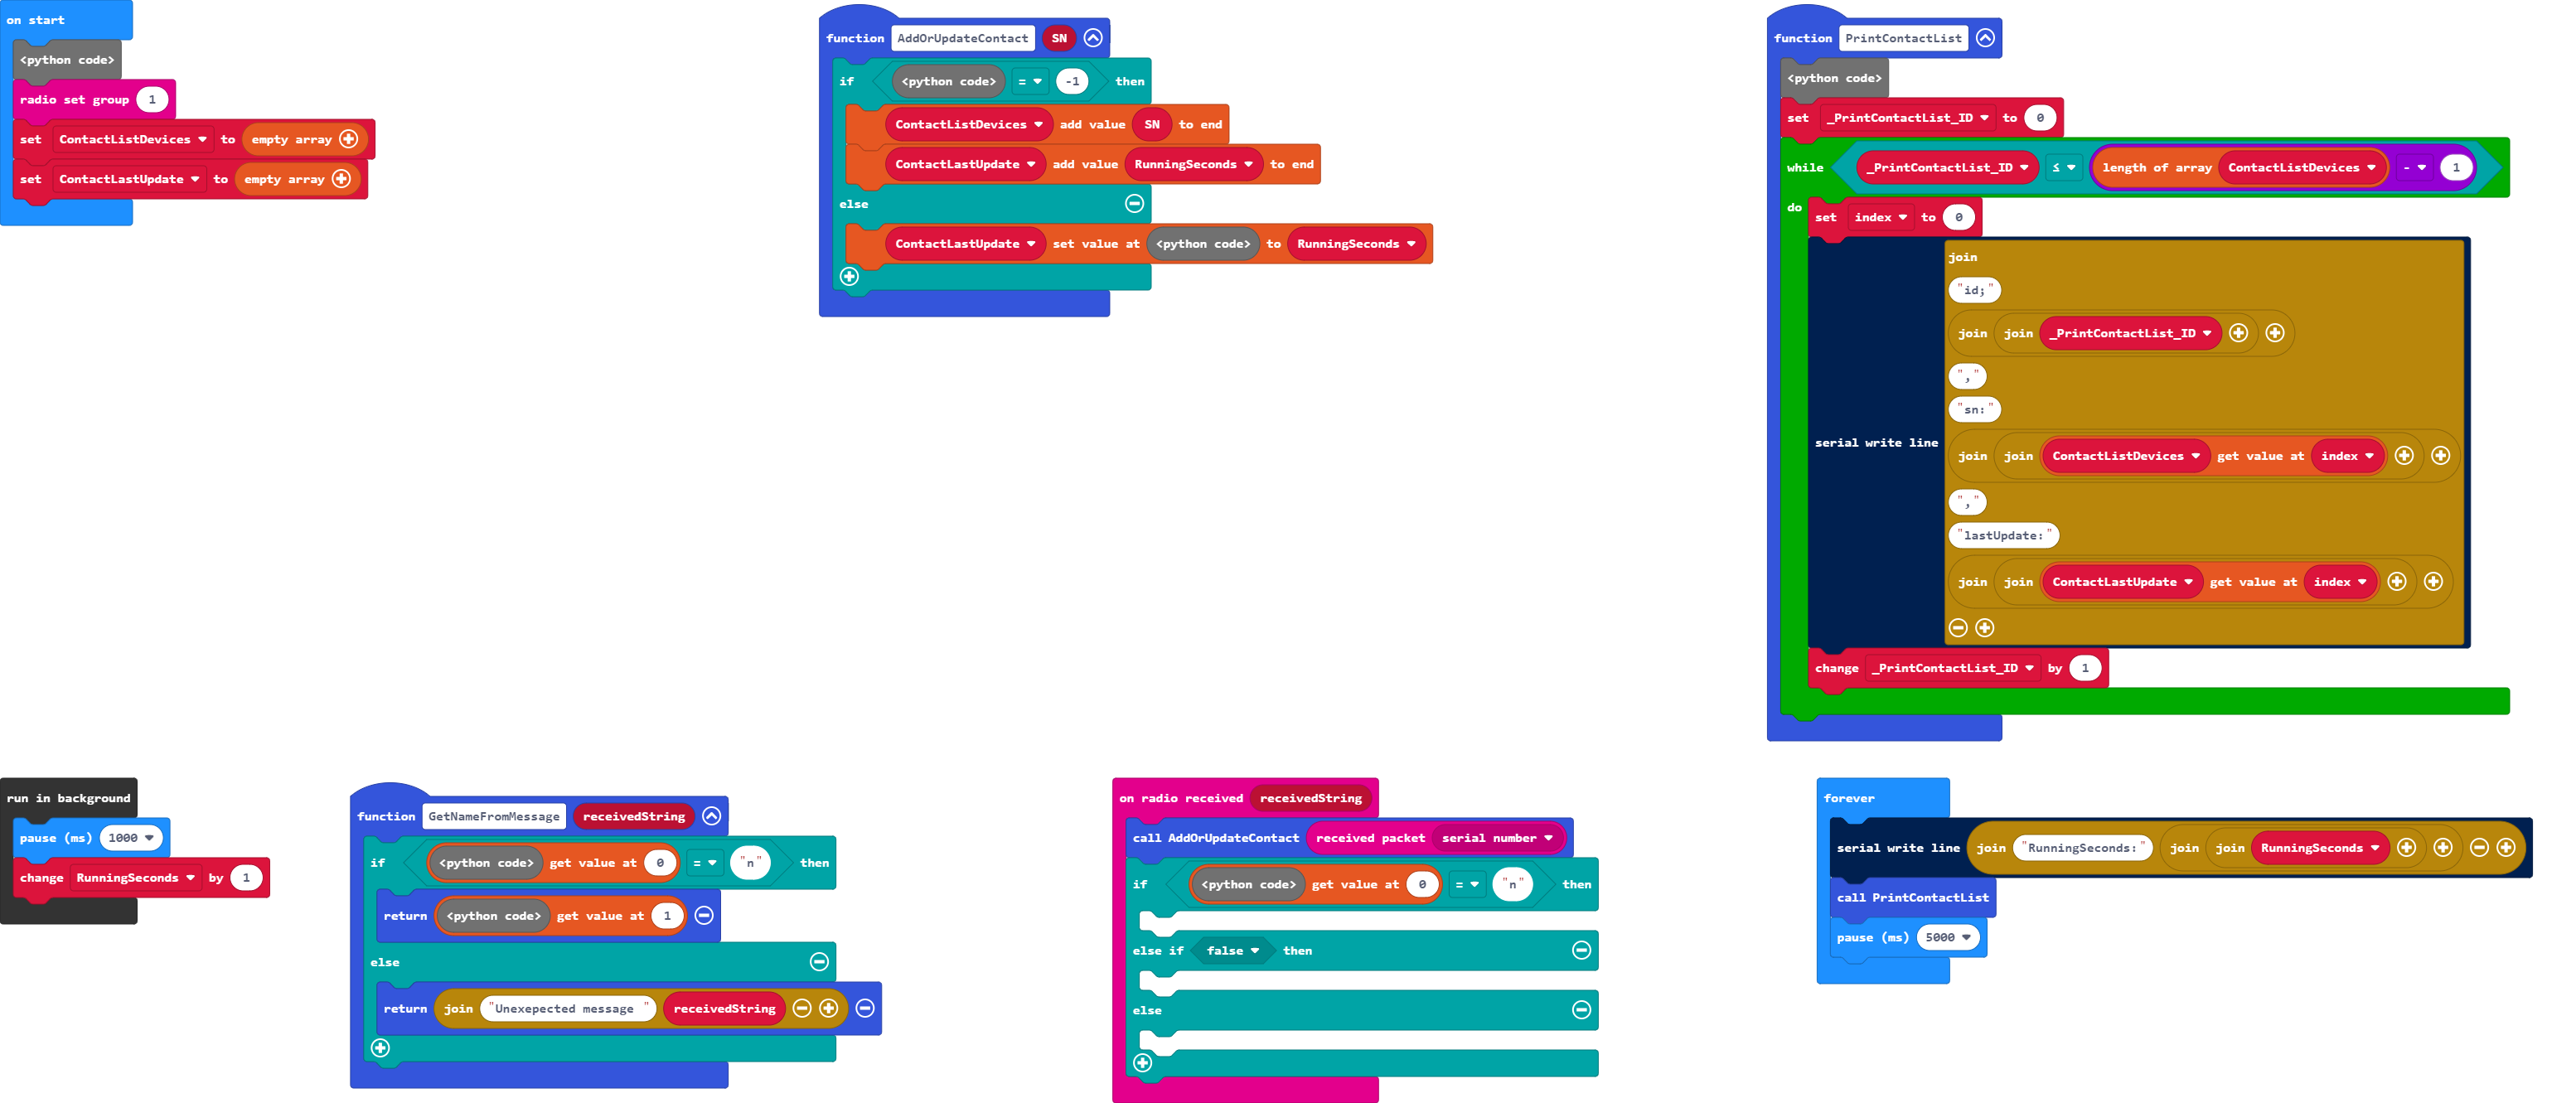 on start
<python code>
radio set group 1
set ContactListDevices to empty array
set ContactLastUpdate to empty array
function AddOrUpdateContact SN
if <python code> = -1 then
ContactListDevices add value SN to end
ContactLastUpdate add value RunningSeconds to end
else
ContactLastUpdate set value at <python code> to RunningSeconds
function PrintContactList
<python code>
set _PrintContactList_ID to 0
while _PrintContactList_ID ≤ length of array ContactListDevices - 1
do
set index to 0
serial write line
join
"id;"
join join _PrintContactList_ID
","
"sn:"
join join ContactListDevices get value at index
","
"lastUpdate:"
join join ContactLastUpdate get value at index
change _PrintContactList_ID by 1
run in background
pause (ms) 1000
change RunningSeconds by 1
function GetNameFromMessage receivedString
if <python code> get value at 0 = "n" then
return <python code> get value at 1
else
return join "Unexepected message " receivedString
on radio received receivedString
call AddOrUpdateContact received packet serial number
if <python code> get value at 0 = "n" then
else if false then
else
forever
serial write line join "RunningSeconds:" join join RunningSeconds
call PrintContactList
pause (ms) 5000